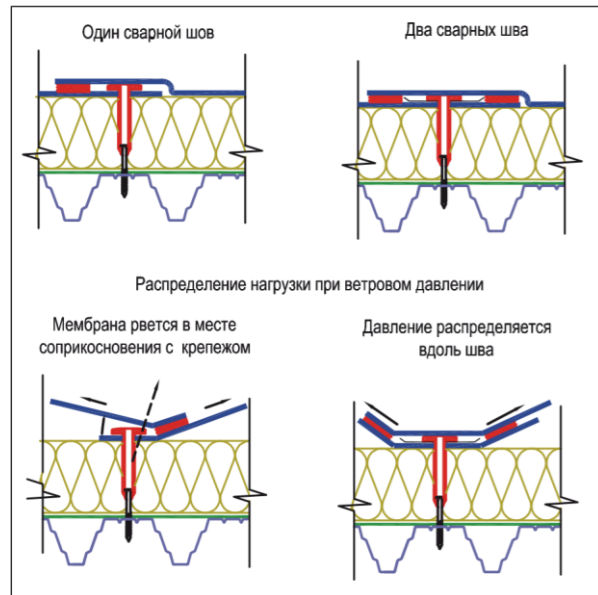 Один сварной шов
Два сварных шва
Распределение нагрузки при ветровом давлении
Мембрана рвется в месте
соприкосновения с крепежом
Давление распределяется
вдоль шва